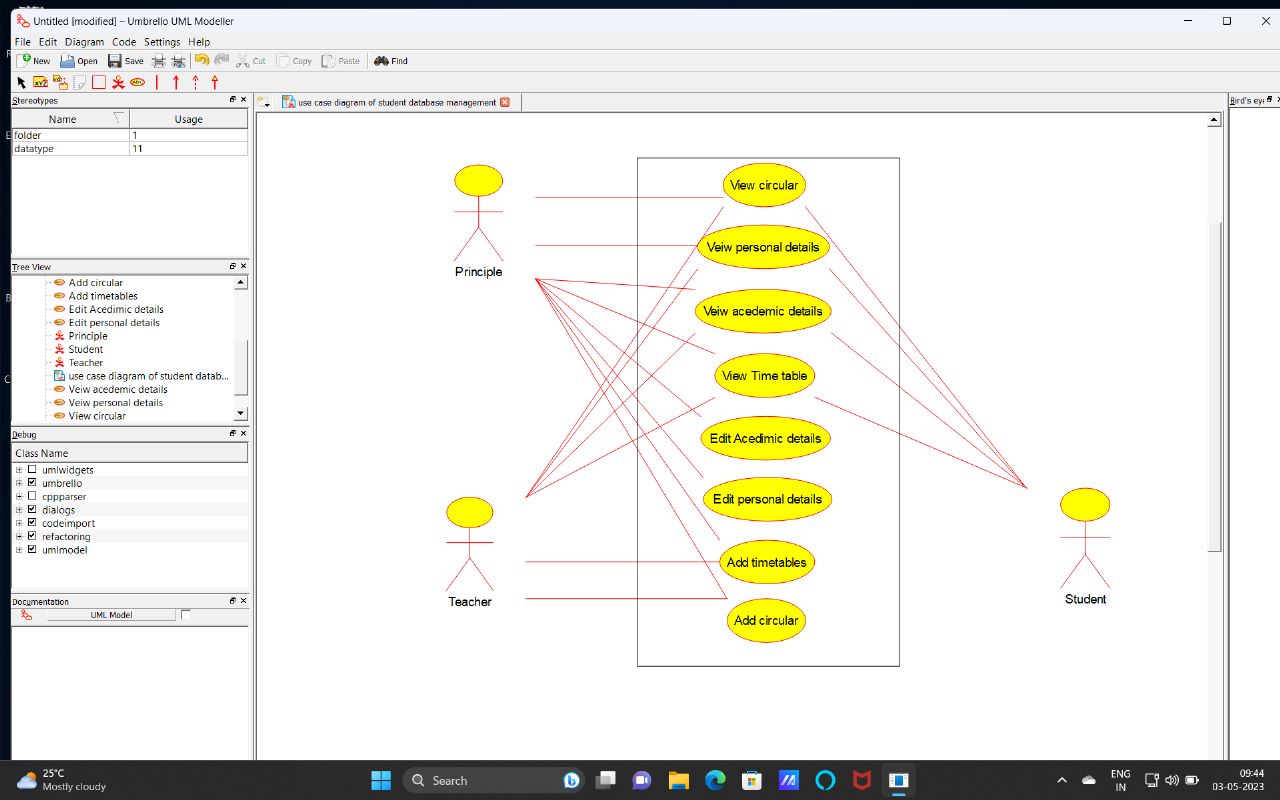 Untitled [modified] – Umbrello UML Modeller
File Edit Diagram Code Settings Help
New Open Save Cut Copy Paste Find
Stereotypes
Name Usage
folder 1
datatype 11
Tree View
Add circular
Add timetables
Edit Acedimic details
Edit personal details
Principle
Student
Teacher
use case diagram of student datab...
Veiw acedemic details
Veiw personal details
View circular
Debug
Class Name
umlwidgets
umbrello
cppparser
dialogs
codeimport
refactoring
umlmodel
Documentation
UML Model
use case diagram of student database management
Bird's eye
View circular
Veiw personal details
Veiw acedemic details
View Time table
Edit Acedimic details
Edit personal details
Add timetables
Add circular
Principle
Teacher
Student
25°C
Mostly cloudy
Search
ENG
IN
09:44
03-05-2023